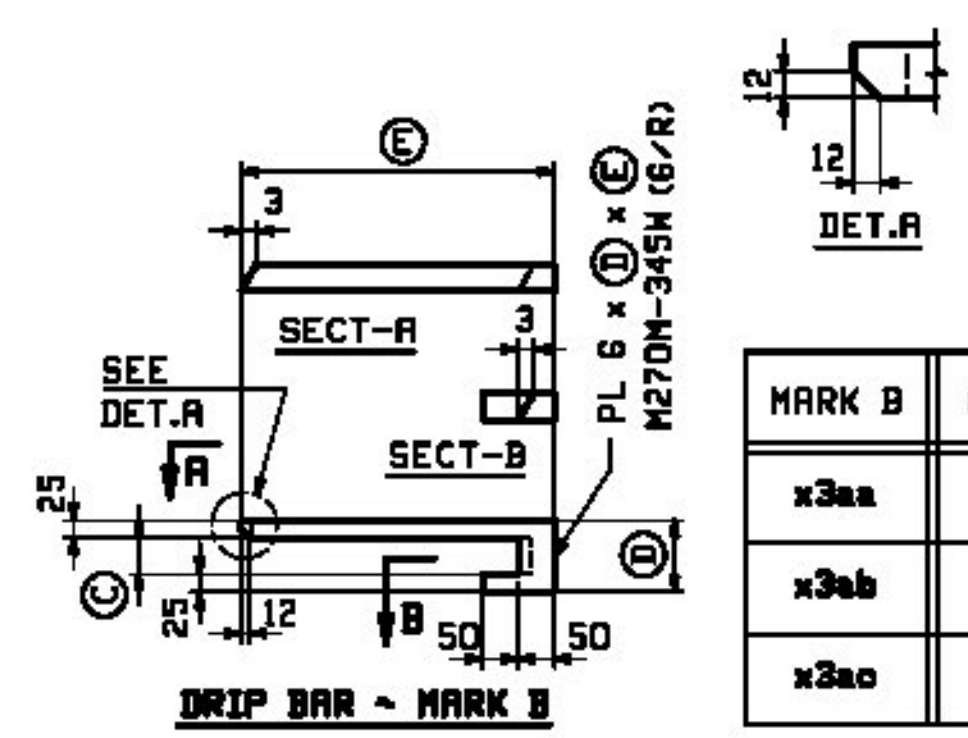 E
3
SECT-A
SEE
DET.A
A
3
SECT-B
PL 6 x D x E
M270M-345W (6/R)
25
C
25
12
B
50
50
D
DRIP BAR ~ MARK B
12
12
DET.A
MARK B
x3aa
x3ab
x3ac